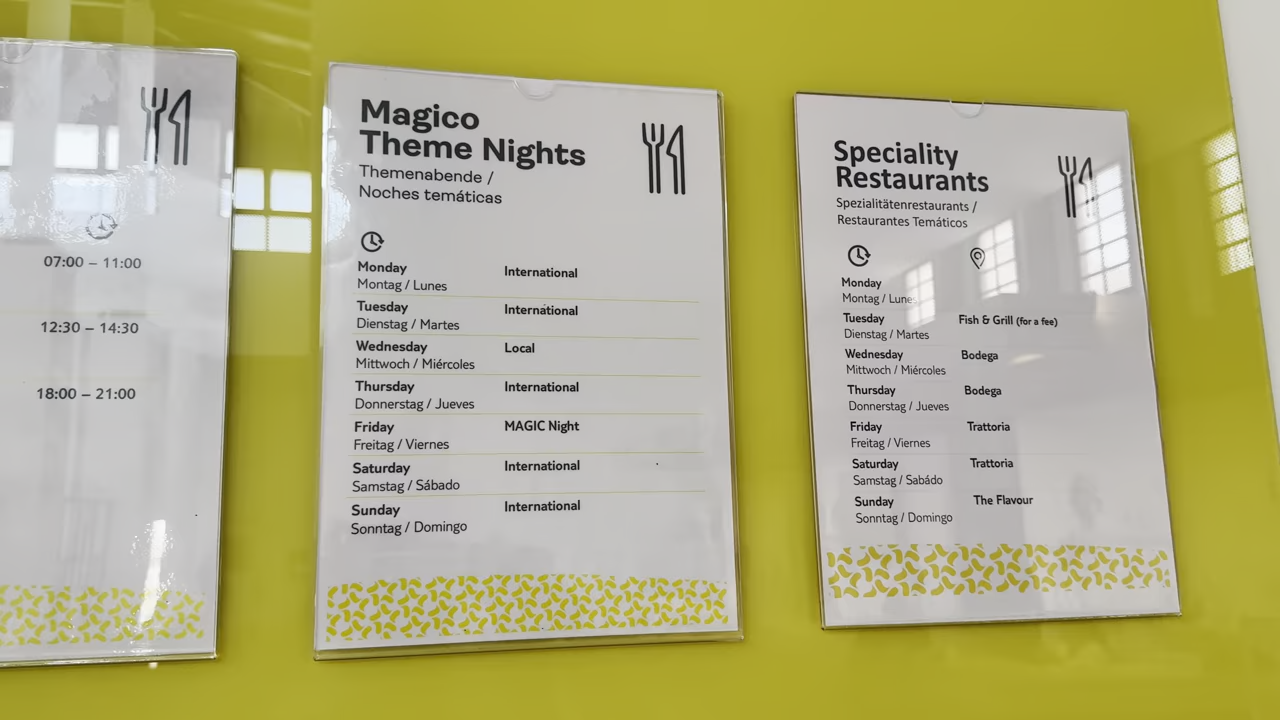 07:00 – 11:00
12:30 – 14:30
18:00 – 21:00
Magico
Theme Nights
Themenabende /
Noches temáticas
Monday
International
Montag / Lunes
Tuesday
International
Dienstag / Martes
Wednesday
Local
Mittwoch / Miércoles
Thursday
International
Donnerstag / Jueves
Friday
MAGIC Night
Freitag / Viernes
Saturday
International
Samstag / Sábado
Sunday
International
Sonntag / Domingo
Speciality
Restaurants
Spezialitätenrestaurants /
Restaurantes Temáticos
Monday
Montag / Lunes
Tuesday
Fish & Grill (for a fee)
Dienstag / Martes
Wednesday
Bodega
Mittwoch / Miércoles
Thursday
Bodega
Donnerstag / Jueves
Friday
Trattoria
Freitag / Viernes
Saturday
Trattoria
Samstag / Sabádo
Sunday
The Flavour
Sonntag / Domingo